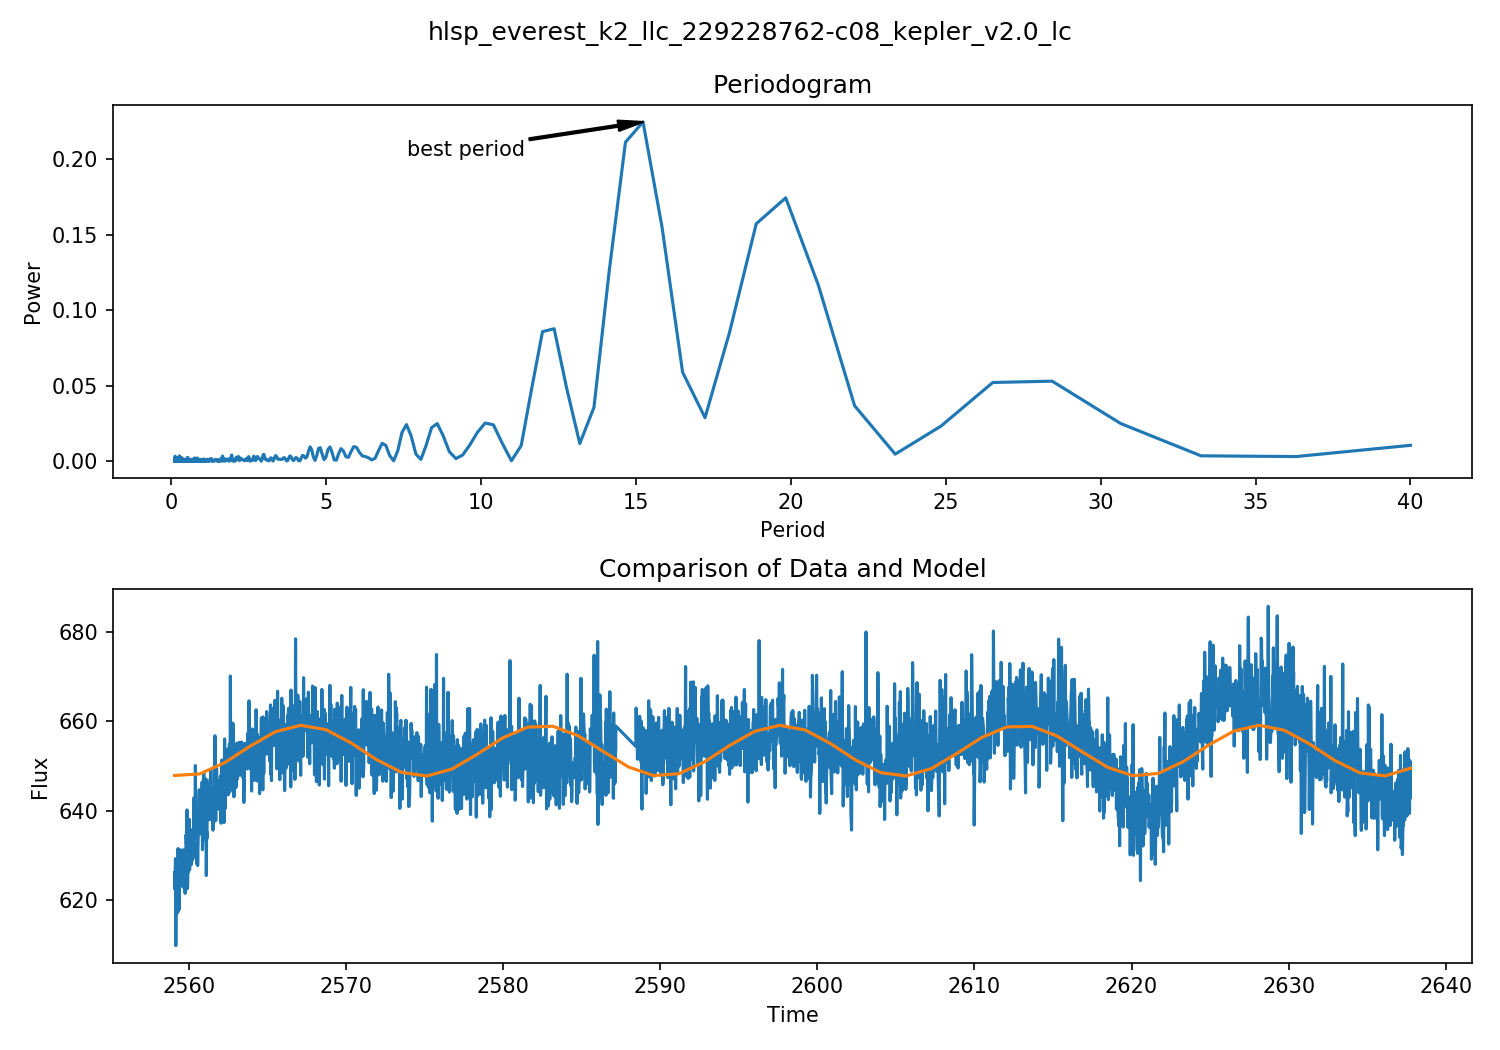 hlsp_everest_k2_llc_229228762-c08_kepler_v2.0_lc
Periodogram
best period
Power
0.20
0.15
0.10
0.05
0.00
0 5 10 15 20 25 30 35 40
Period
Comparison of Data and Model
Flux
680
660
640
620
2560 2570 2580 2590 2600 2610 2620 2630 2640
Time